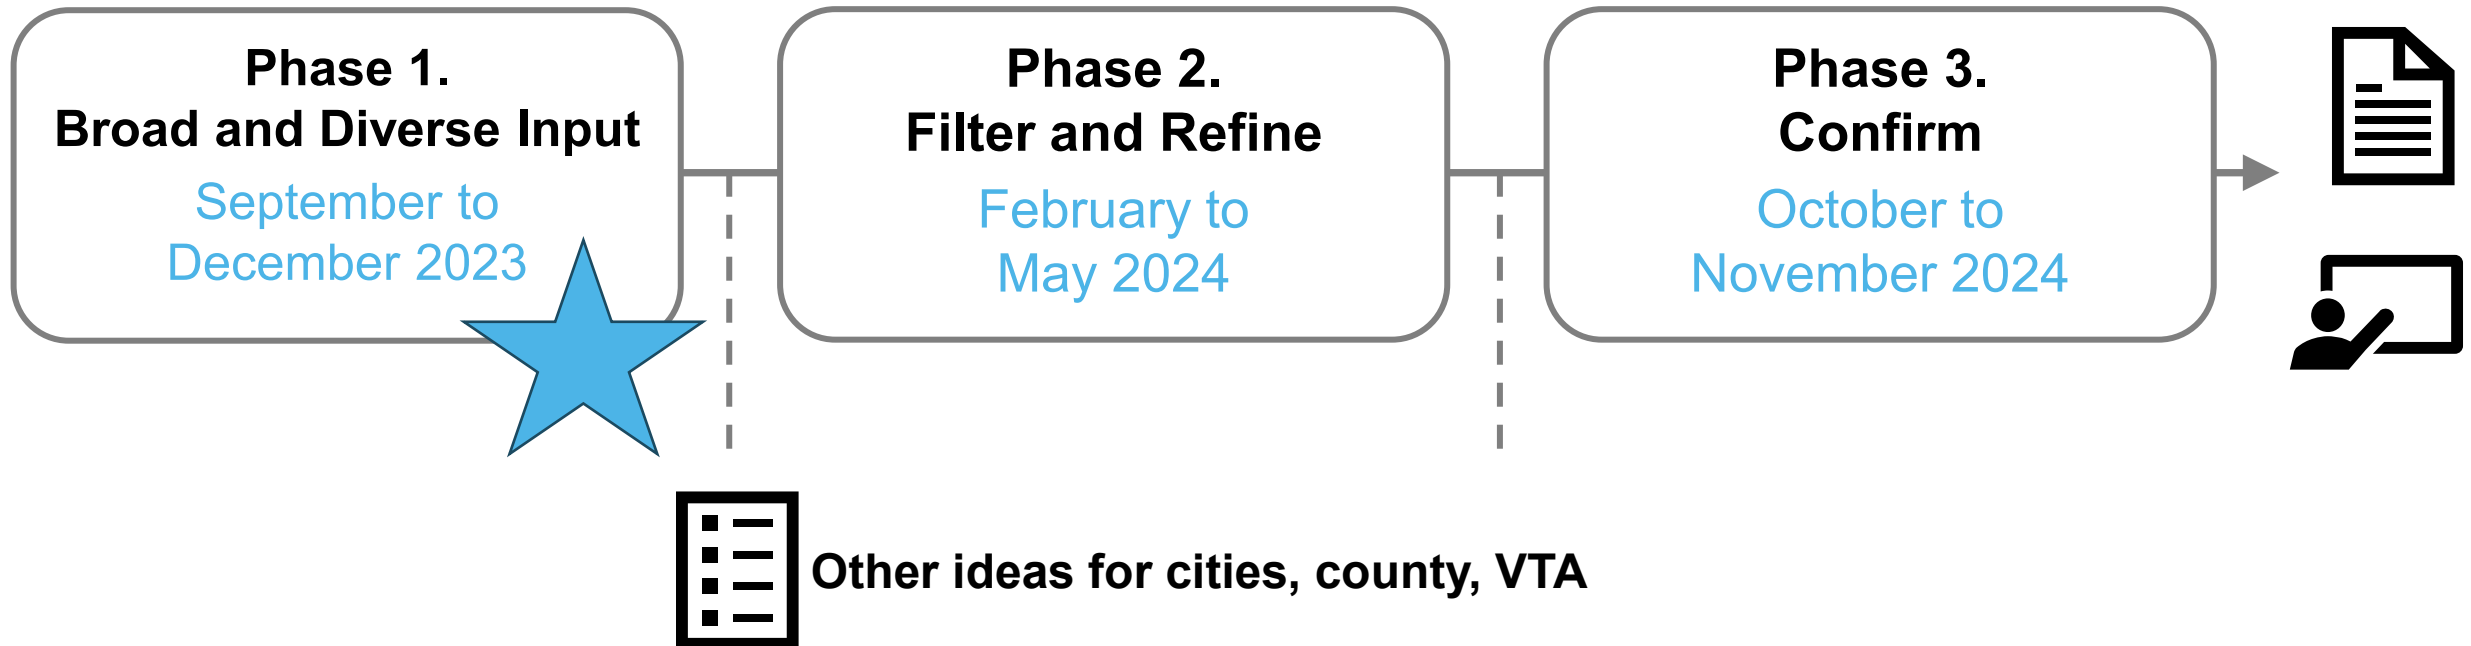 Phase 1.
Broad and Diverse Input
September to
December 2023
Phase 2.
Filter and Refine
February to
May 2024
Phase 3.
Confirm
October to
November 2024
Other ideas for cities, county, VTA